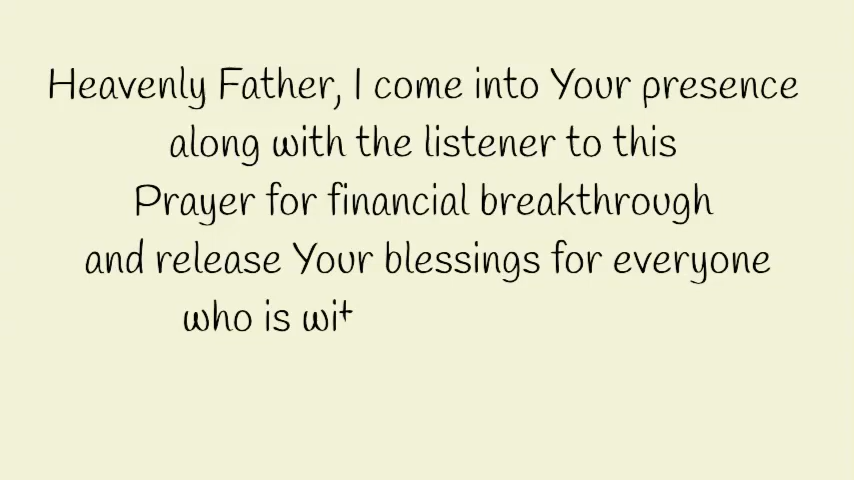 Heavenly Father, I come into Your presence
along with the listener to this
Prayer for financial breakthrough
and release Your blessings for everyone
who is wit